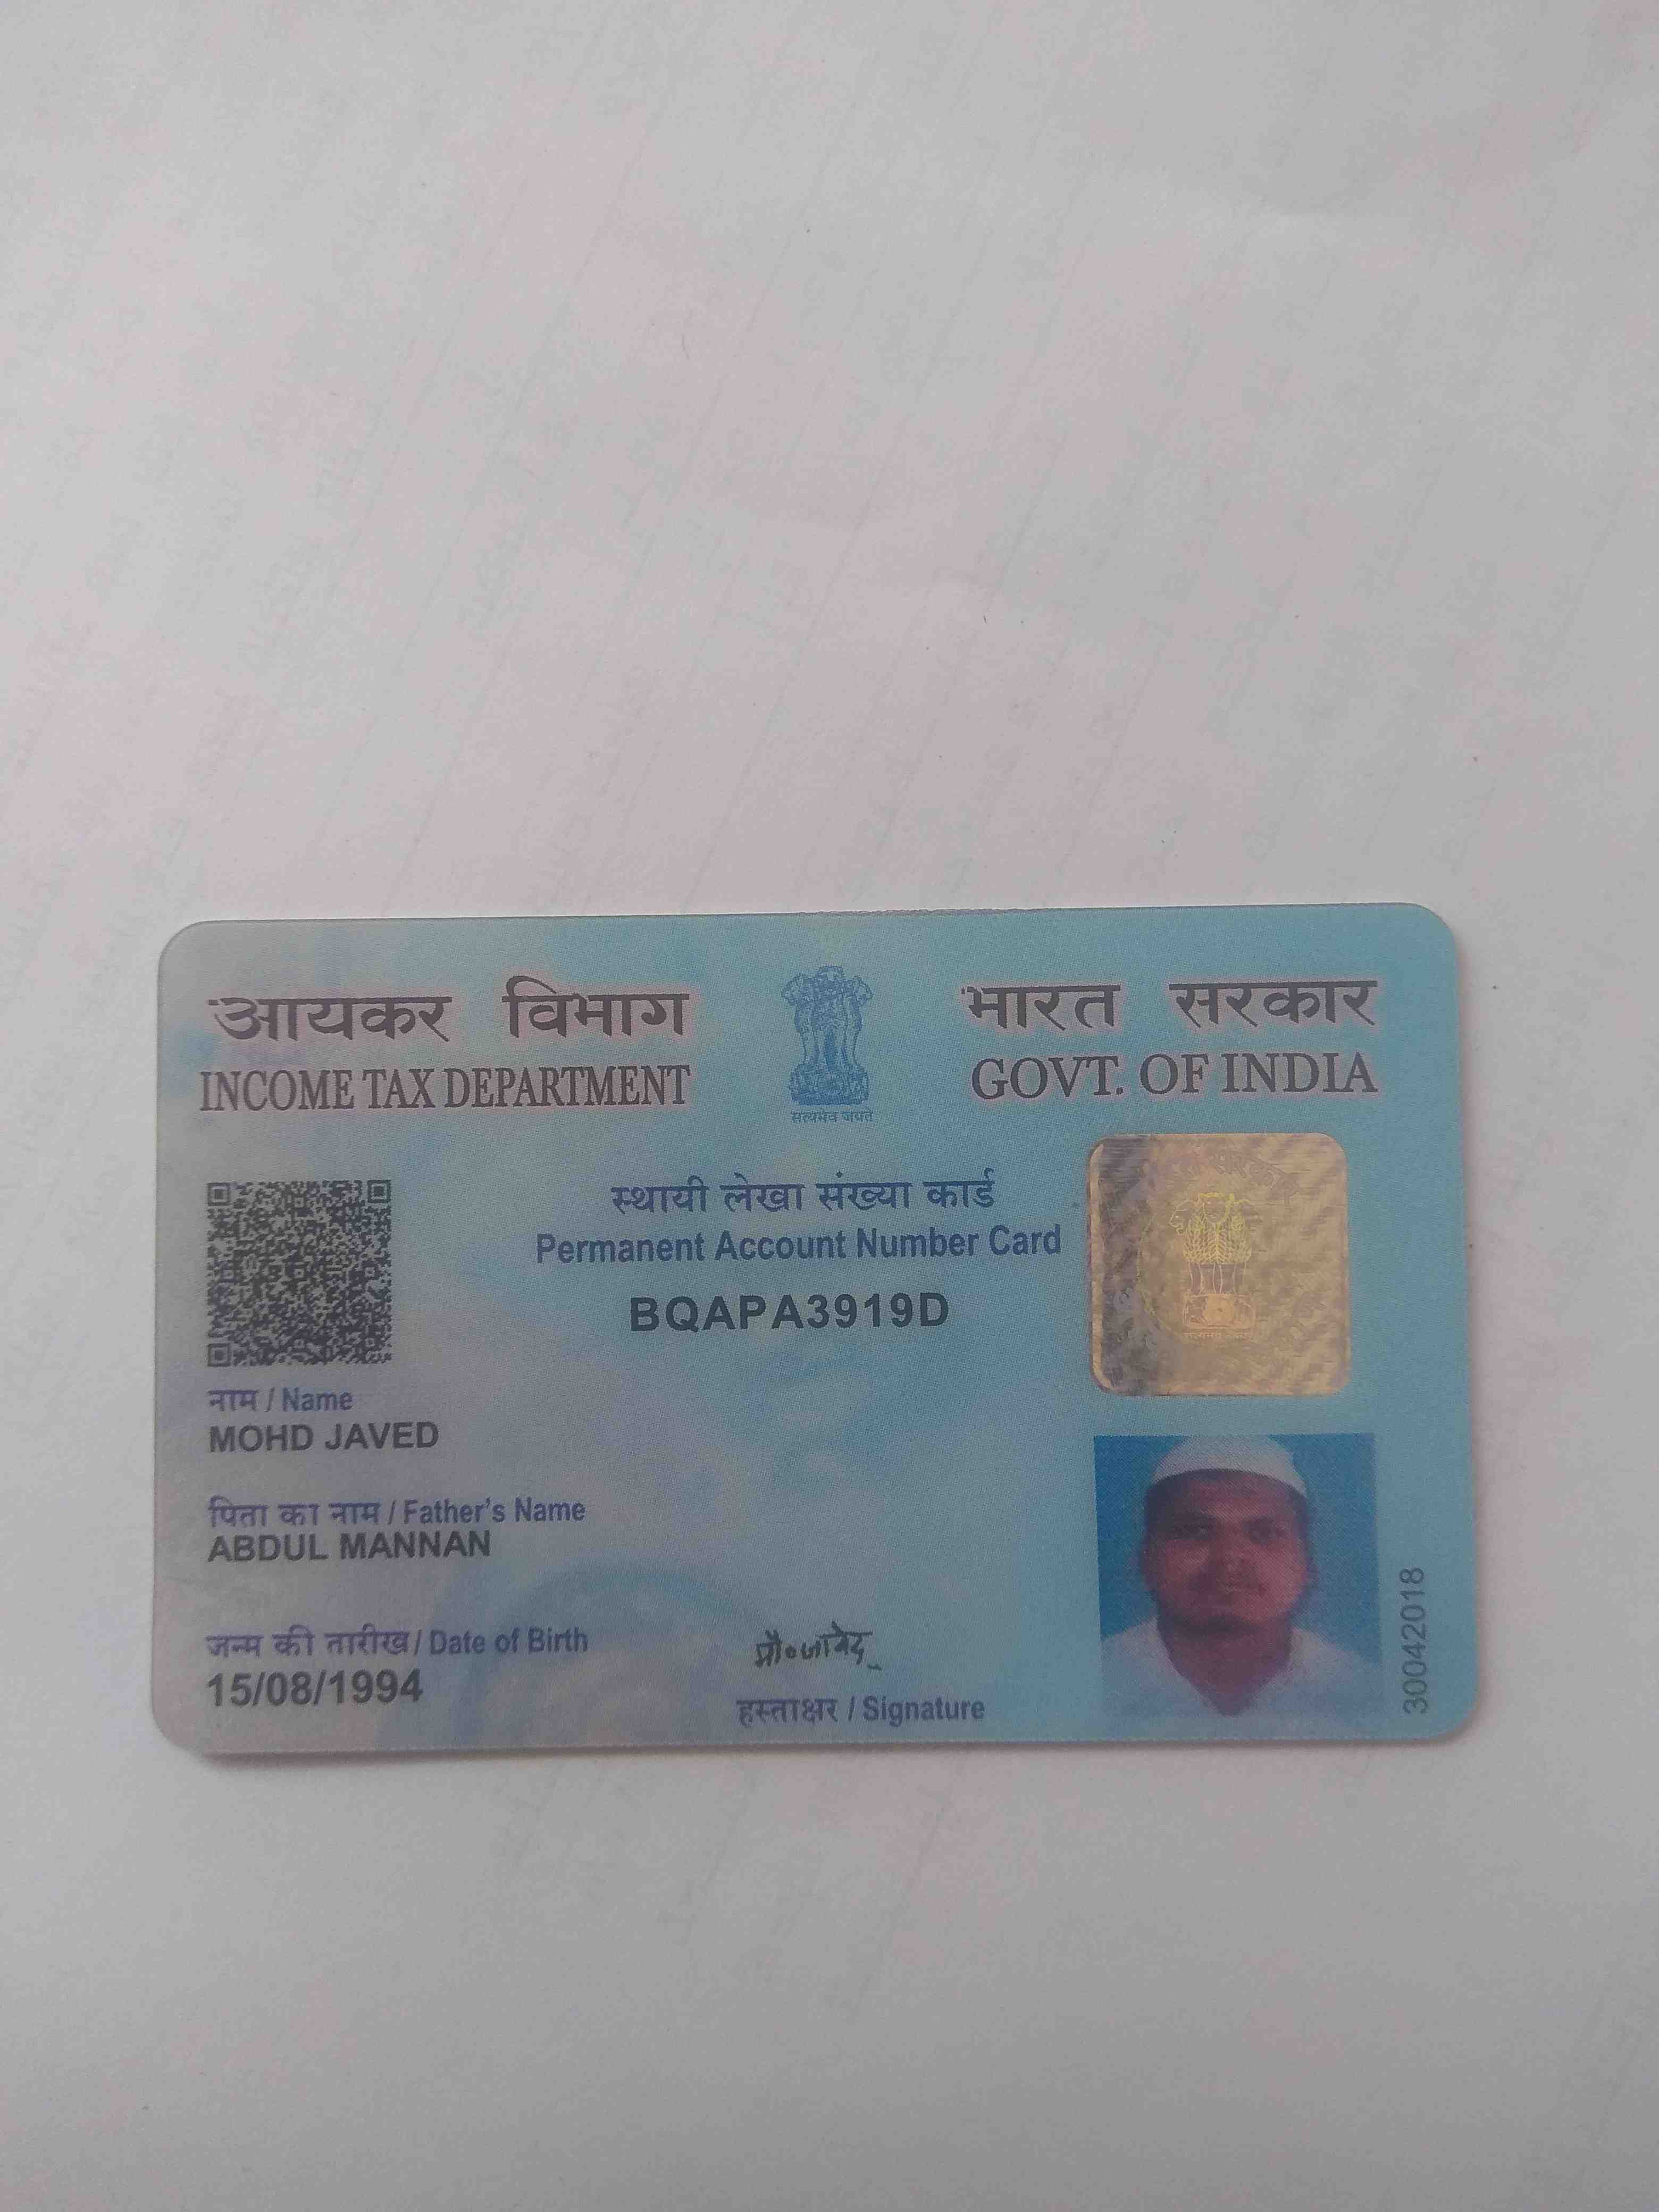 आयकर विभाग
INCOME TAX DEPARTMENT
सत्यमेव जयते
भारत सरकार
GOVT. OF INDIA
स्थायी लेखा संख्या कार्ड
Permanent Account Number Card
BQAPA3919D
नाम / Name
MOHD JAVED
पिता का नाम / Father's Name
ABDUL MANNAN
जन्म की तारीख / Date of Birth
15/08/1994
मौ०जावेद
हस्ताक्षर / Signature
30042018